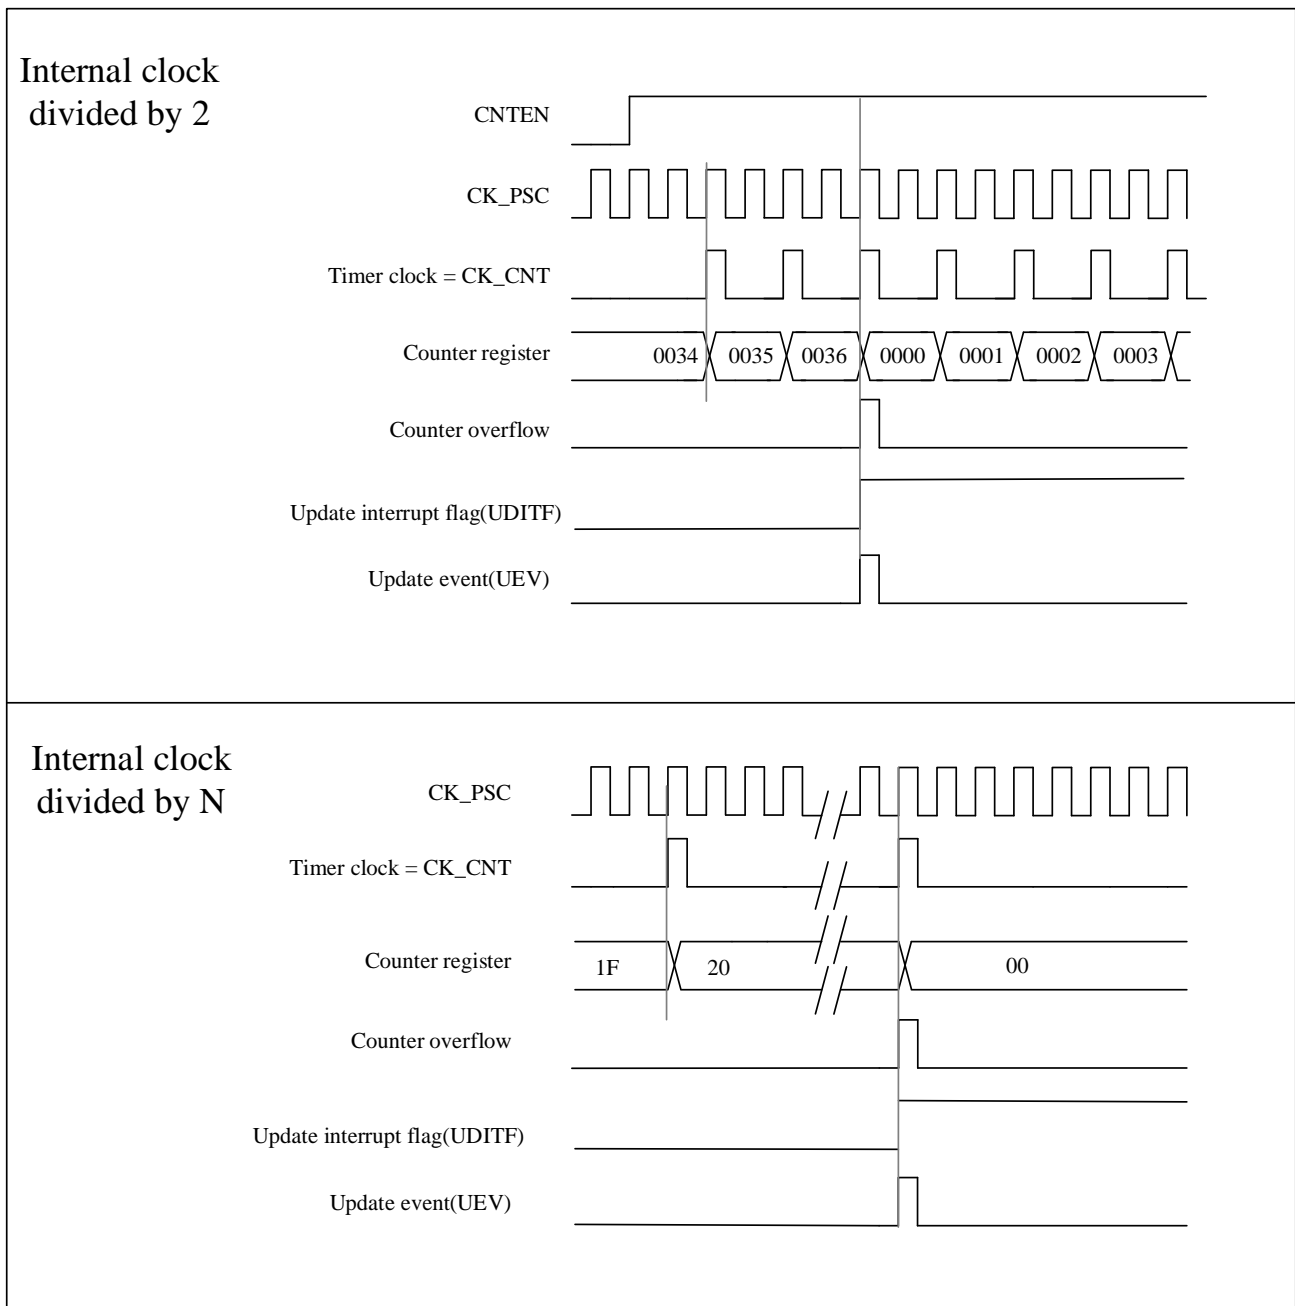 Internal clock
divided by 2
CNTEN
CK_PSC
Timer clock = CK_CNT
Counter register
0034 0035 0036 0000 0001 0002 0003
Counter overflow
Update interrupt flag(UDITF)
Update event(UEV)
Internal clock
divided by N
CK_PSC
Timer clock = CK_CNT
Counter register
1F 20 00
Counter overflow
Update interrupt flag(UDITF)
Update event(UEV)